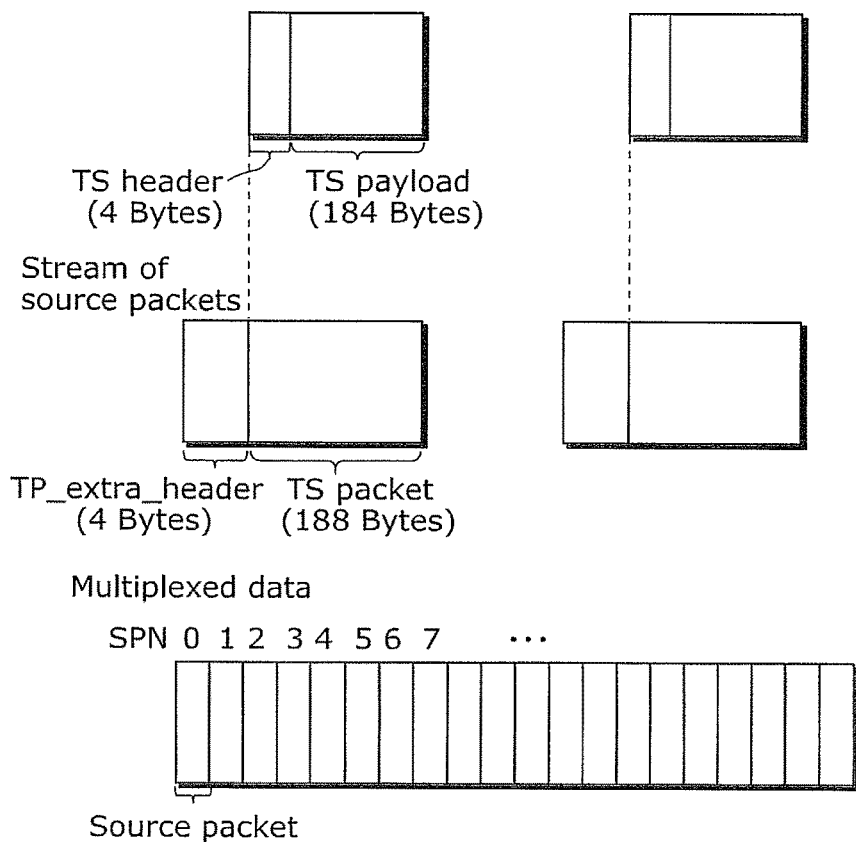 TS header TS payload
(4 Bytes) (184 Bytes)
Stream of
source packets
TP_extra_header TS packet
(4 Bytes) (188 Bytes)
Multiplexed data
SPN 0 1 2 3 4 5 6 7 ...
Source packet